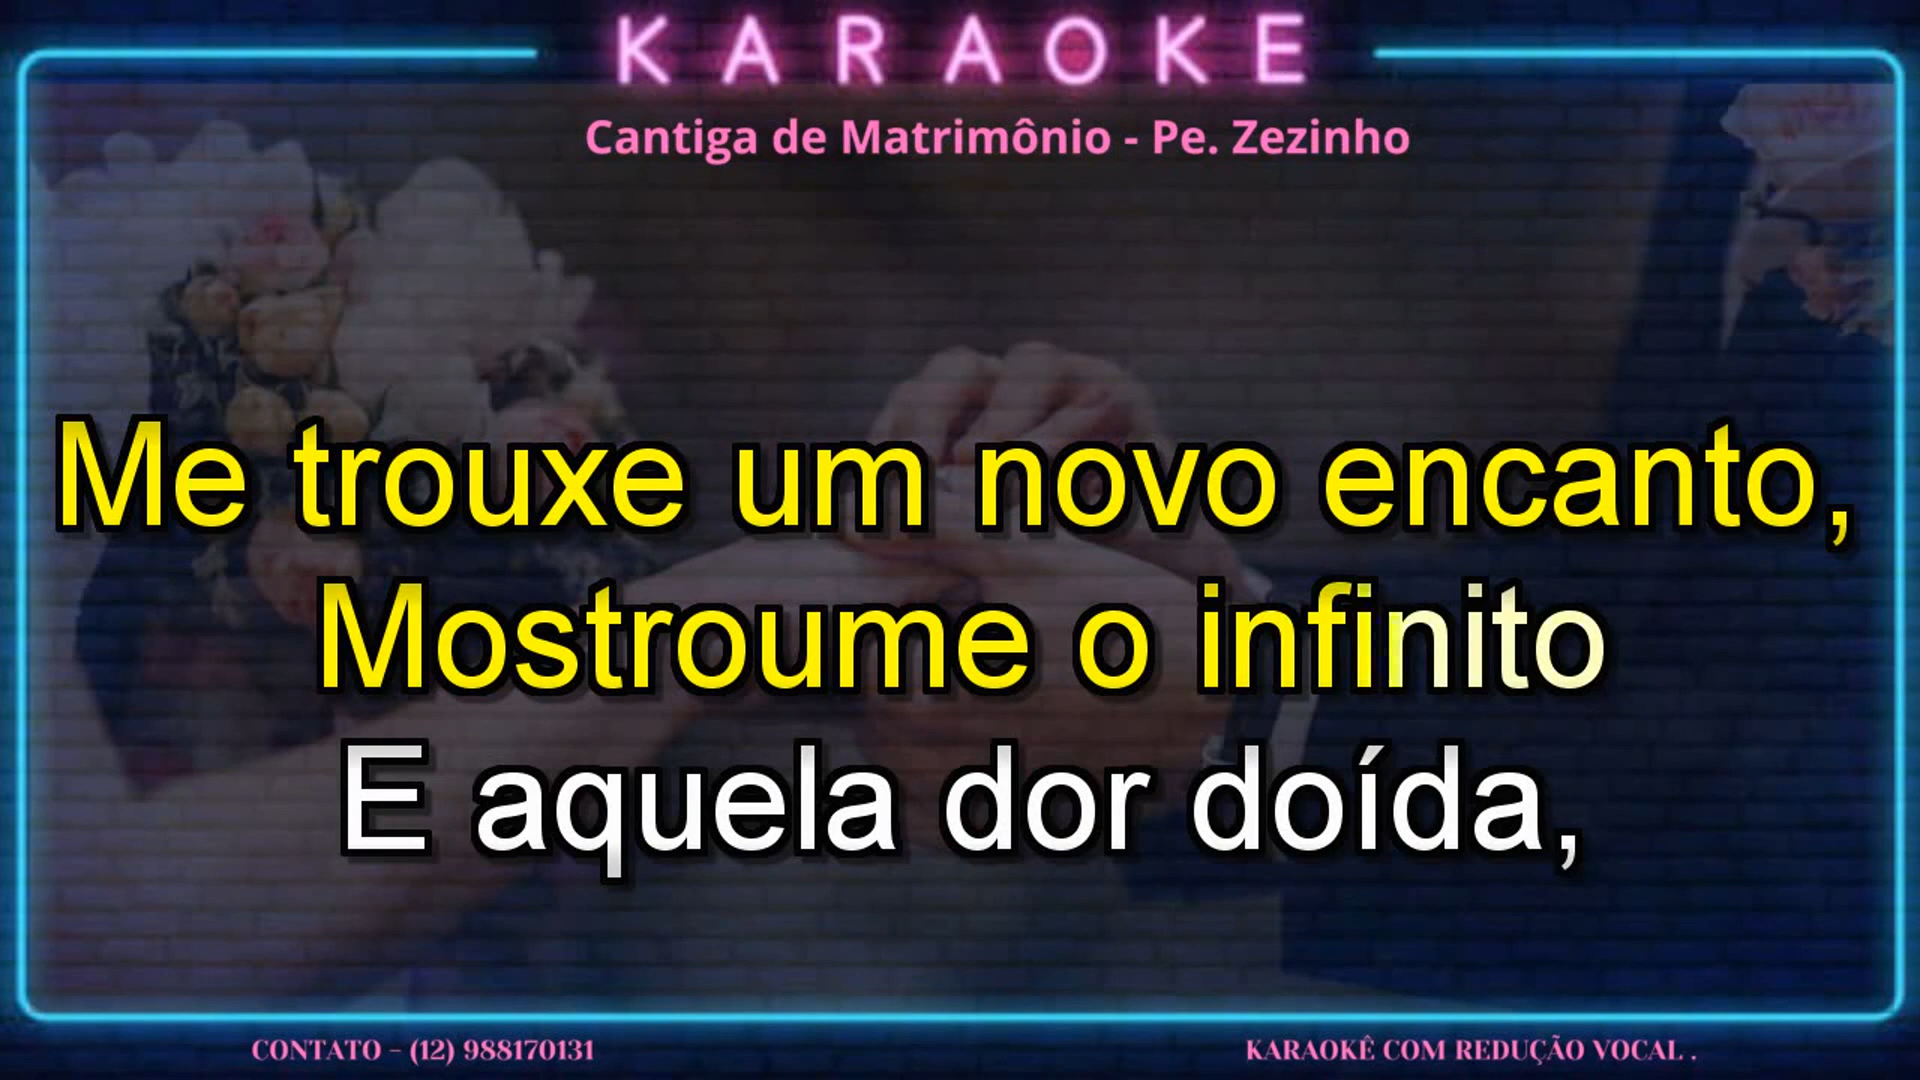 KARAOKE
Cantiga de Matrimônio - Pe. Zezinho
Me trouxe um novo encanto,
Mostroume o infinito
E aquela dor doída,
CONTATO - (12) 988170131
KARAOKÊ COM REDUÇÃO VOCAL .